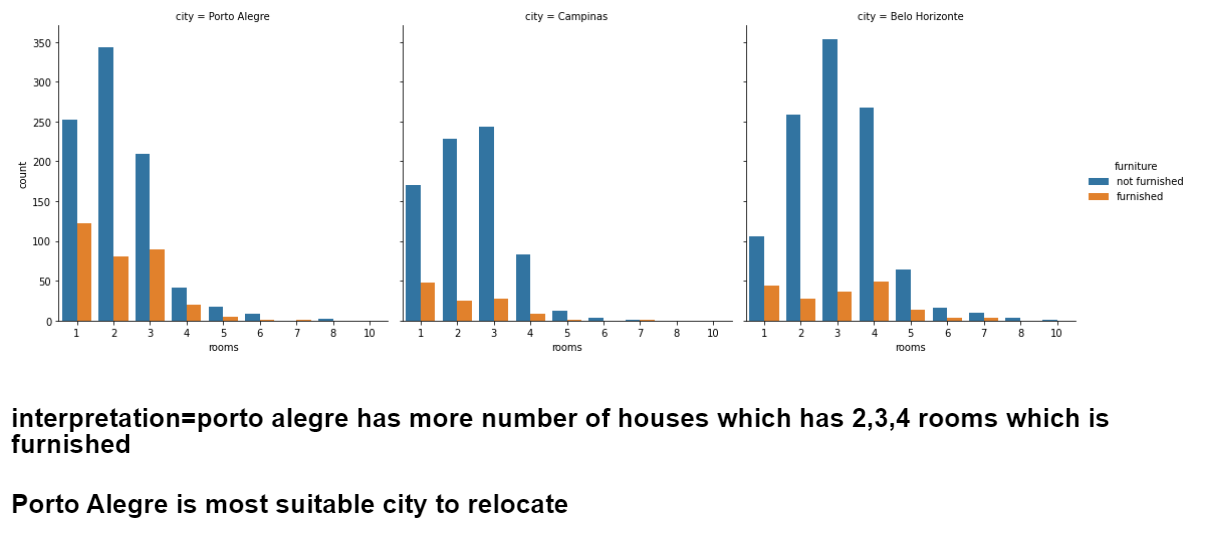 city = Porto Alegre
city = Campinas
city = Belo Horizonte
350
300
250
200
150
100
50
0
count
1 2 3 4 5 6 7 8 10
rooms
1 2 3 4 5 6 7 8 10
rooms
1 2 3 4 5 6 7 8 10
rooms
furniture
not furnished
furnished
interpretation=porto alegre has more number of houses which has 2,3,4 rooms which is
furnished
Porto Alegre is most suitable city to relocate